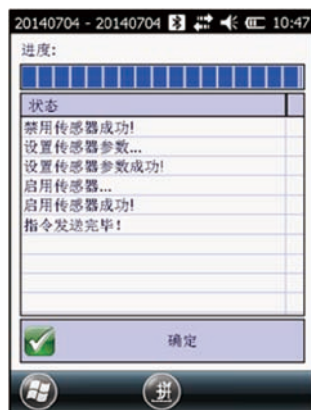 20140704 - 20140704 10:47
进度:
状态
禁用传感器成功!
设置传感器参数...
设置传感器参数成功!
启用传感器...
启用传感器成功!
指令发送完毕!
确定
拼